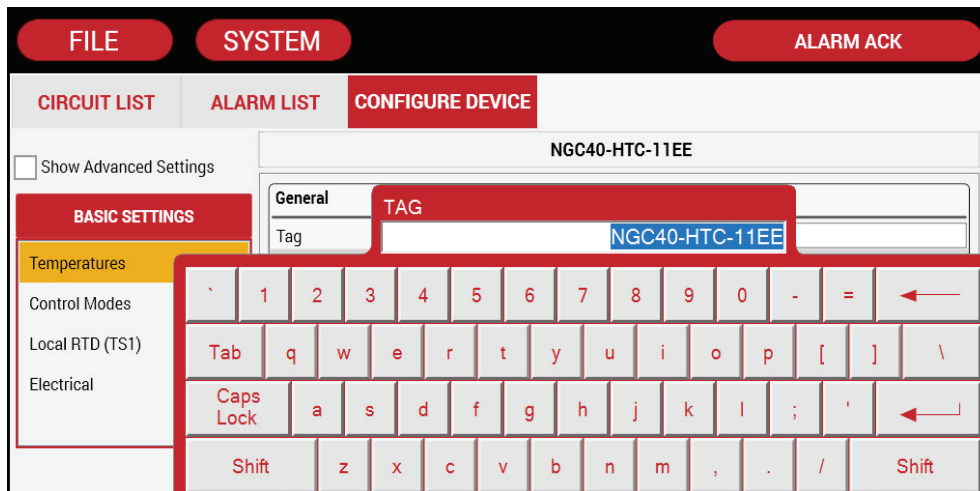 FILE SYSTEM ALARM ACK
CIRCUIT LIST ALARM LIST CONFIGURE DEVICE
NGC40-HTC-11EE
Show Advanced Settings
BASIC SETTINGS
Temperatures
Control Modes
Local RTD (TS1)
Electrical
General
Tag
TAG
NGC40-HTC-11EE
` 1 2 3 4 5 6 7 8 9 0 - =
Tab q w e r t y u i o p [ ] \
Caps Lock a s d f g h j k l ; '
Shift z x c v b n m , . / Shift